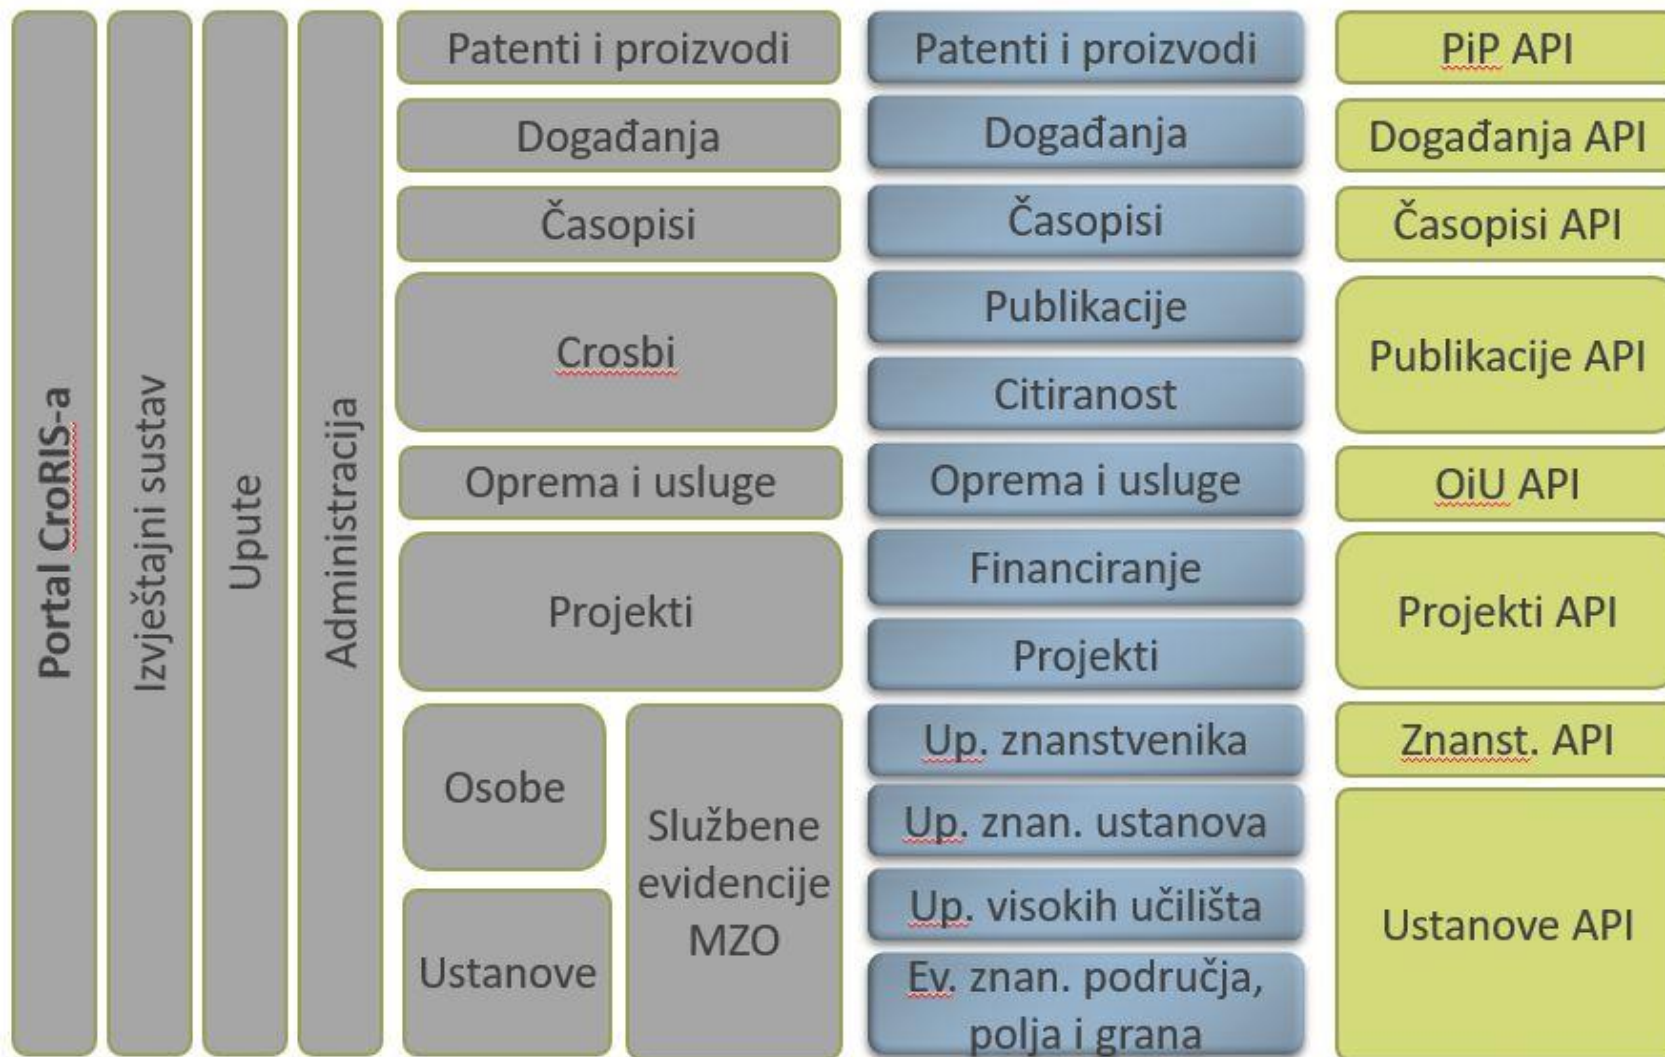 Portal CroRIS-a
Izvještajni sustav
Upute
Administracija
Patenti i proizvodi
Događanja
Časopisi
Crosbi
Oprema i usluge
Projekti
Osobe
Ustanove
Službene
evidencije
MZO
Patenti i proizvodi
Događanja
Časopisi
Publikacije
Citiranost
Oprema i usluge
Financiranje
Projekti
Up. znanstvenika
Up. znan. ustanova
Up. visokih učilišta
Ev. znan. područja,
polja i grana
PiP API
Događanja API
Časopisi API
Publikacije API
OiU API
Projekti API
Znanst. API
Ustanove API